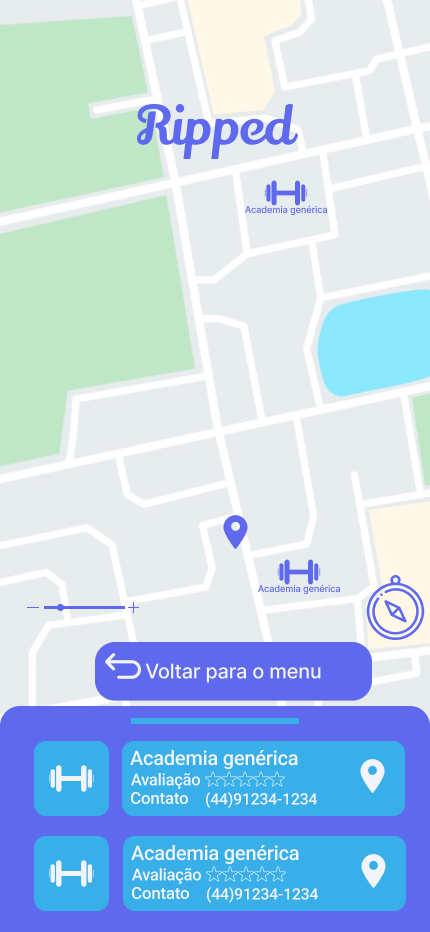 Ripped
Academia genérica
Academia genérica
Voltar para o menu
Academia genérica
Avaliação
Contato (44)91234-1234
Academia genérica
Avaliação
Contato (44)91234-1234